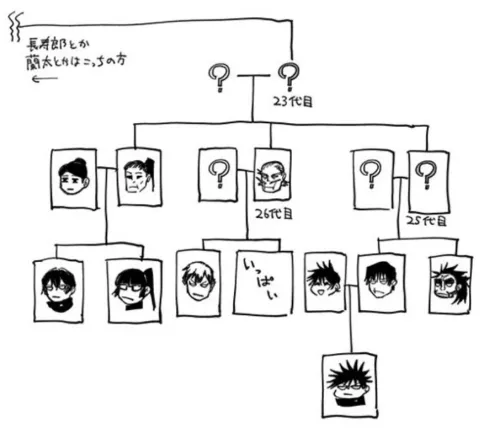 長寿郎とか
蘭太とかはこっちの方
←
? ?
23代目
? ? ?
26代目
25代目
いっぱい